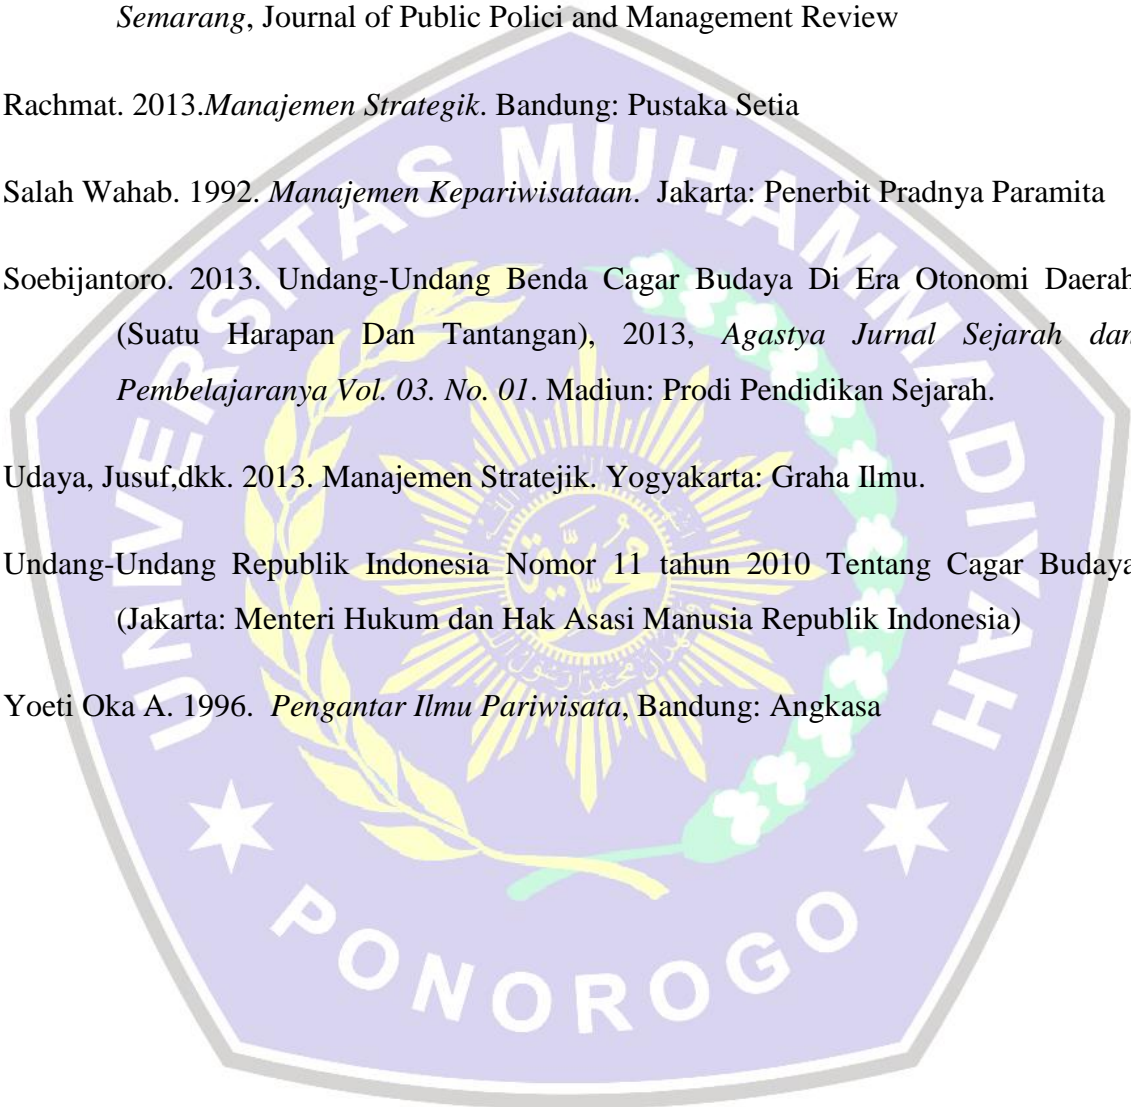 Semarang, Journal of Public Polici and Management Review
Rachmat. 2013.Manajemen Strategik. Bandung: Pustaka Setia
Salah Wahab. 1992. Manajemen Kepariwisataan. Jakarta: Penerbit Pradnya Paramita
Soebijantoro. 2013. Undang-Undang Benda Cagar Budaya Di Era Otonomi Daerah
(Suatu Harapan Dan Tantangan), 2013, Agastya Jurnal Sejarah dan
Pembelajaranya Vol. 03. No. 01. Madiun: Prodi Pendidikan Sejarah.
Udaya, Jusuf,dkk. 2013. Manajemen Stratejik. Yogyakarta: Graha Ilmu.
Undang-Undang Republik Indonesia Nomor 11 tahun 2010 Tentang Cagar Budaya
(Jakarta: Menteri Hukum dan Hak Asasi Manusia Republik Indonesia)
Yoeti Oka A. 1996. Pengantar Ilmu Pariwisata, Bandung: Angkasa
UNIVERSITAS MUHAMMADIYAH
PONOROGO